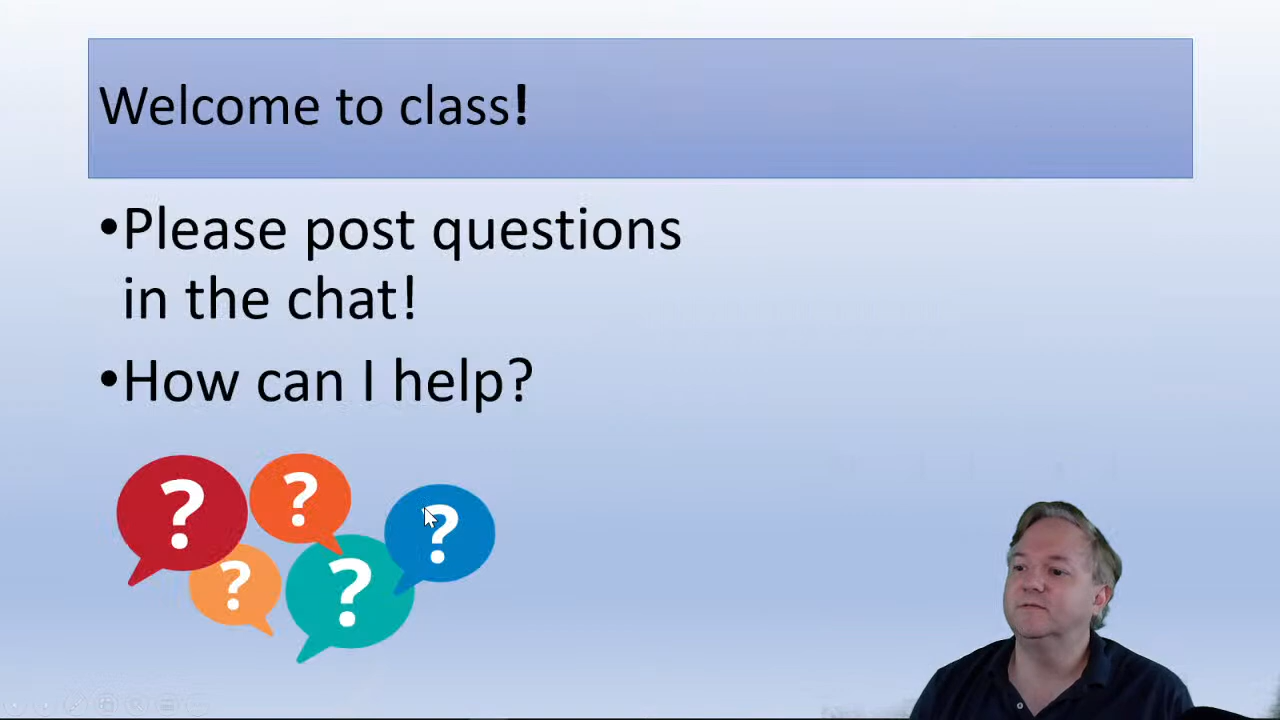 Welcome to class!
•Please post questions
in the chat!
•How can I help?
? ? ?
? ?